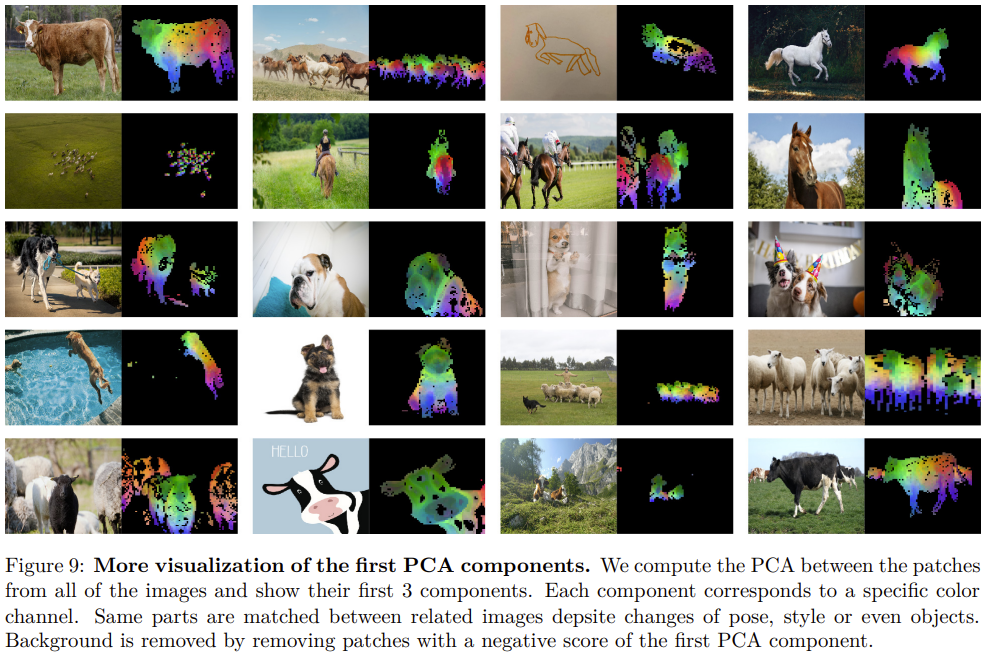 HELLO
Figure 9: More visualization of the first PCA components. We compute the PCA between the patches
from all of the images and show their first 3 components. Each component corresponds to a specific color
channel. Same parts are matched between related images depsite changes of pose, style or even objects.
Background is removed by removing patches with a negative score of the first PCA component.